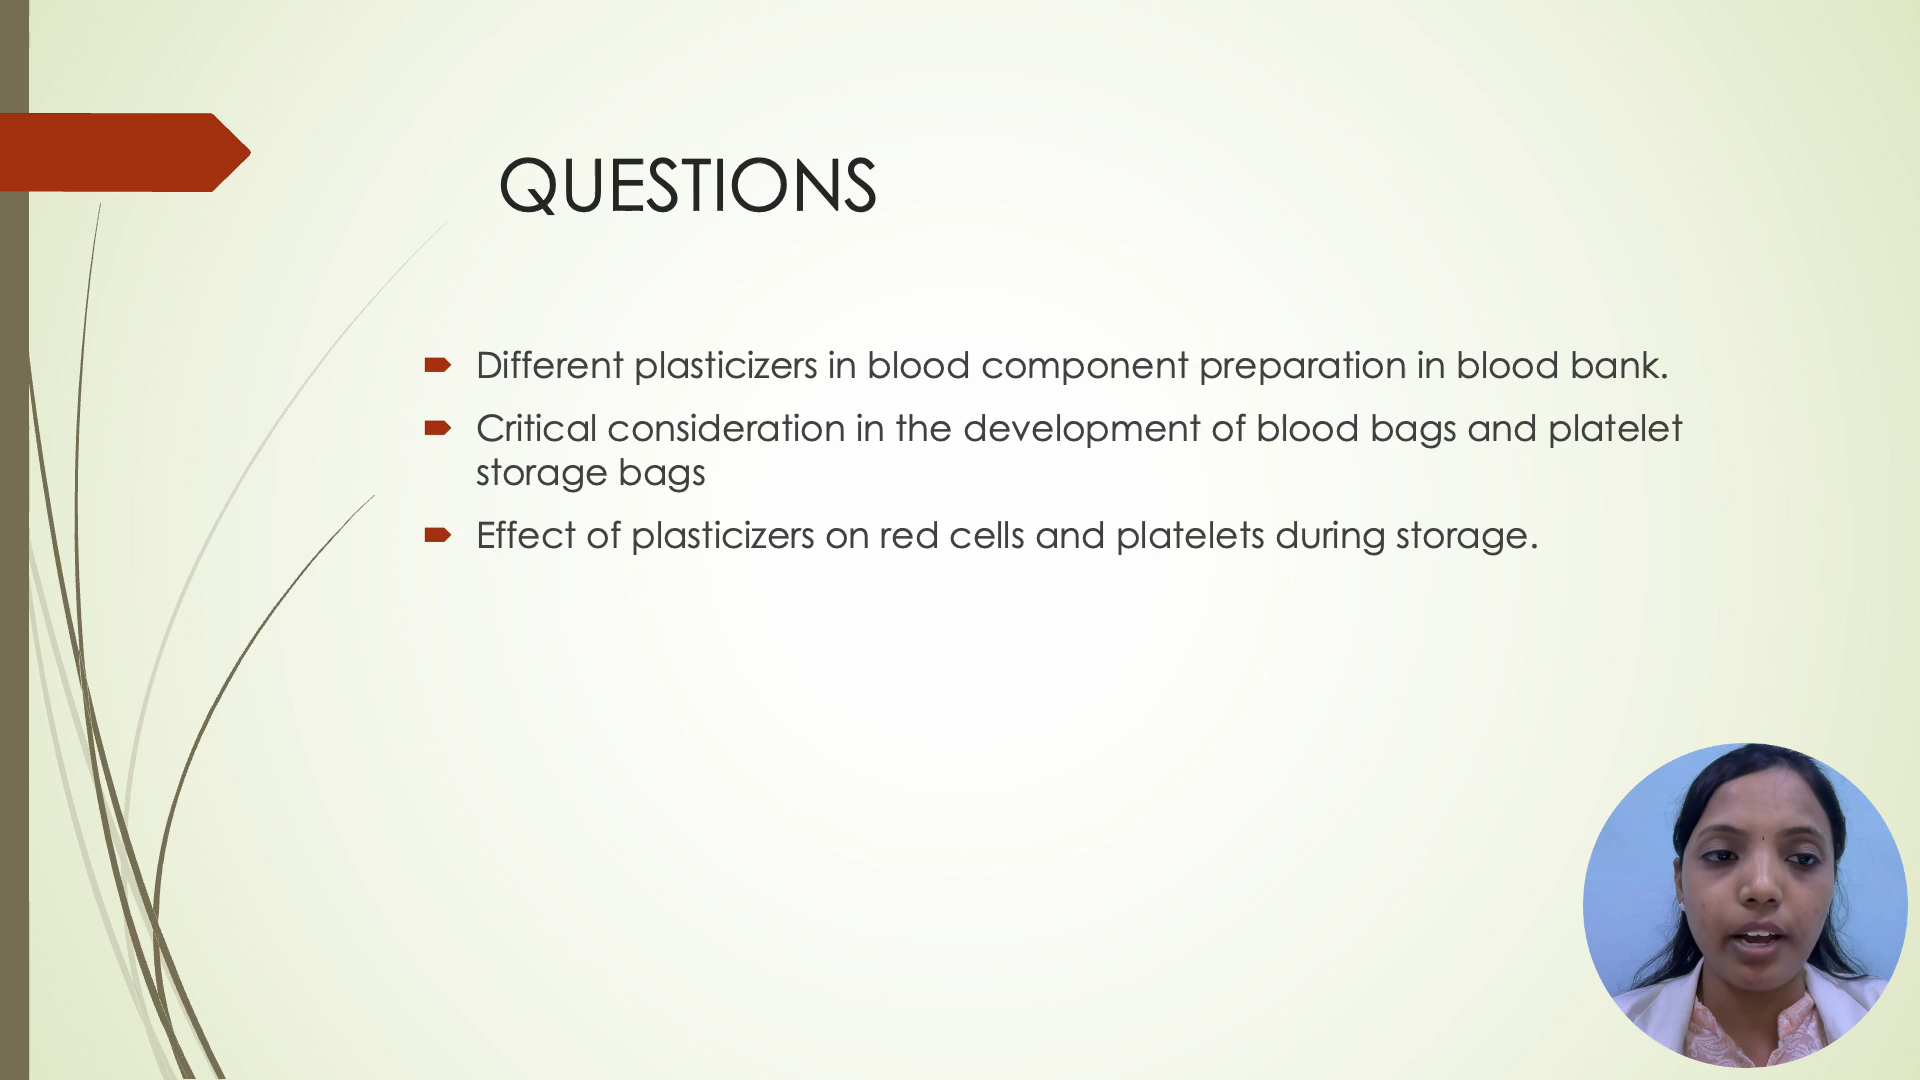 QUESTIONS
Different plasticizers in blood component preparation in blood bank.
Critical consideration in the development of blood bags and platelet
storage bags
Effect of plasticizers on red cells and platelets during storage.